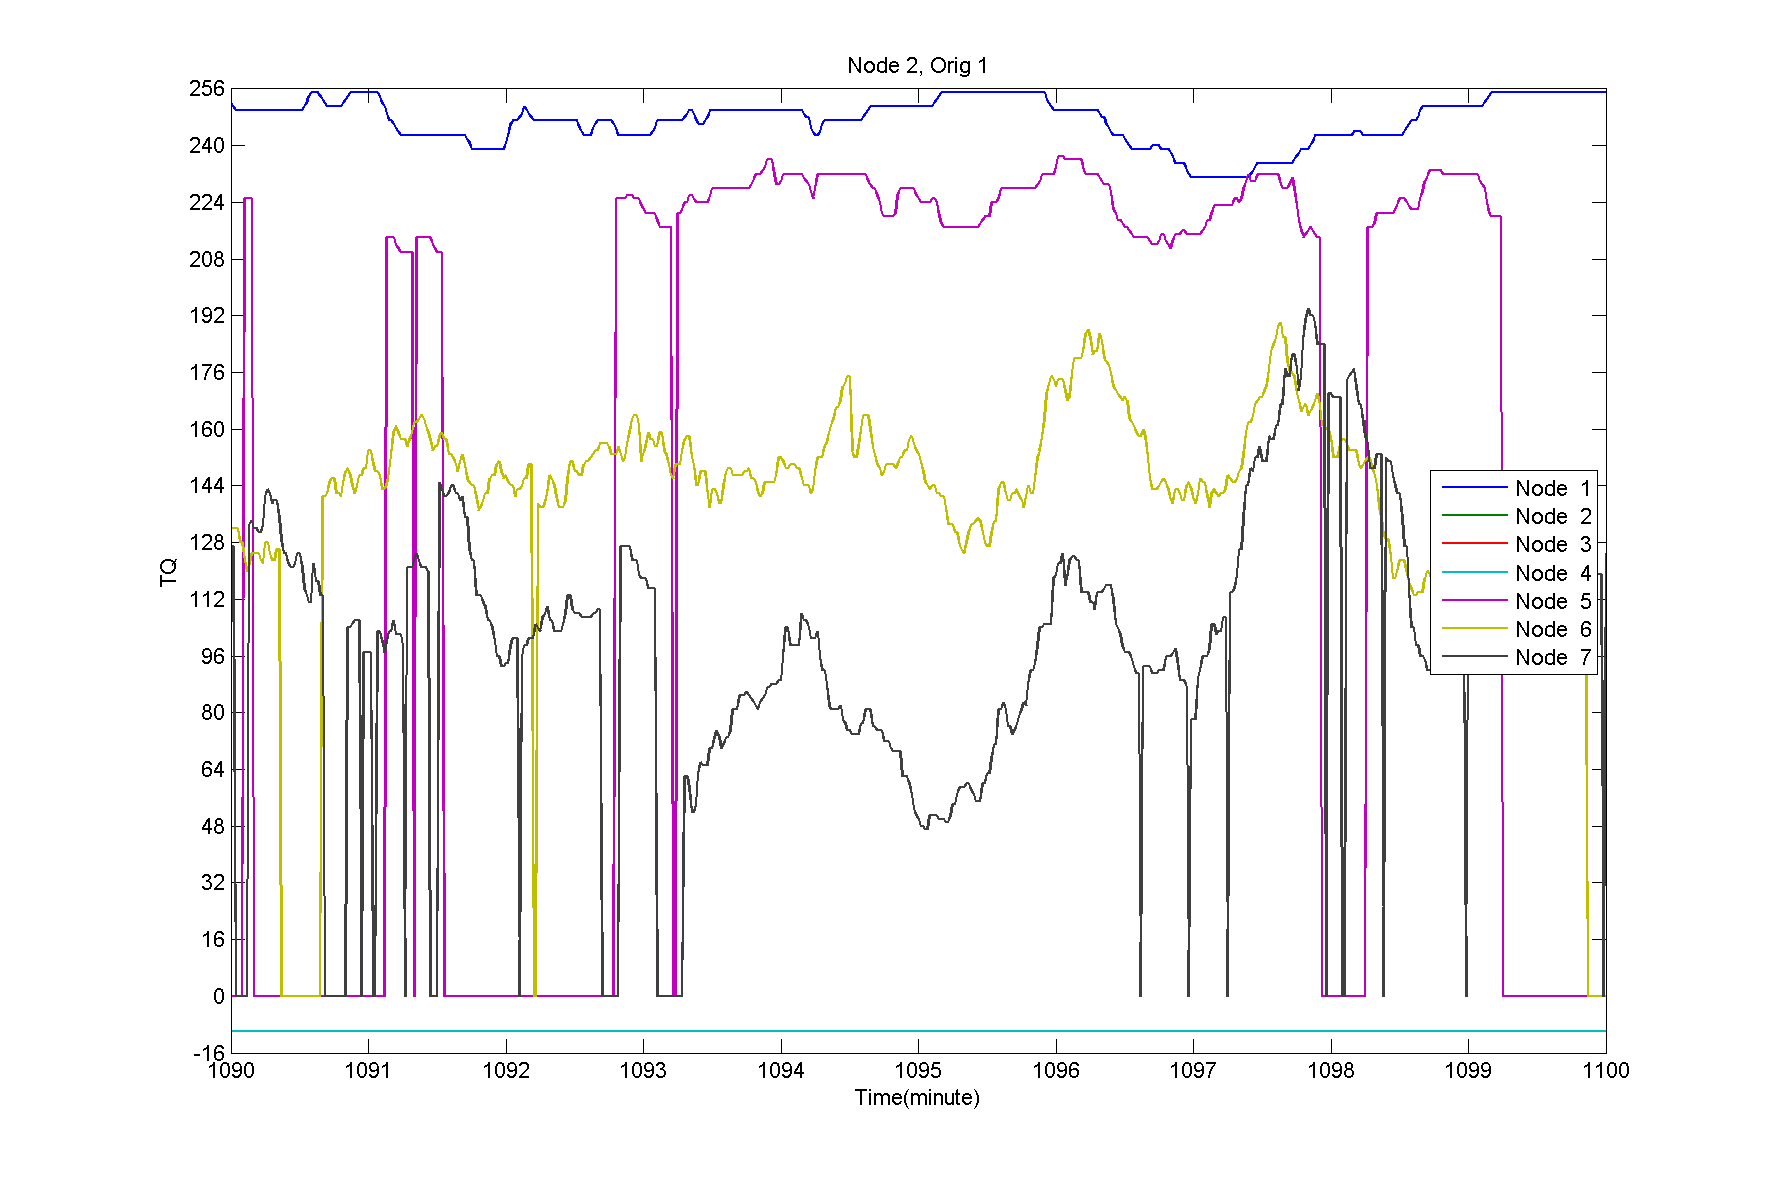 Node 2, Orig 1
256
240
224
208
192
176
160
144
128
112
96
80
64
48
32
16
0
-16
TQ
Node 1
Node 2
Node 3
Node 4
Node 5
Node 6
Node 7
1090 1091 1092 1093 1094 1095 1096 1097 1098 1099 1100
Time(minute)